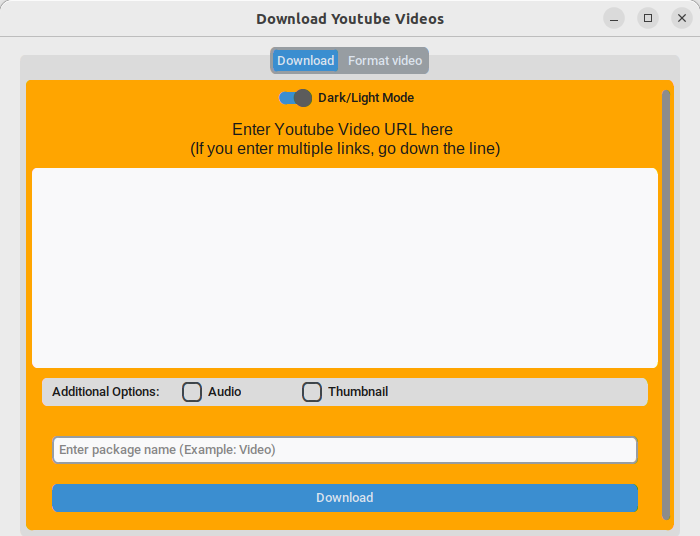 Download Youtube Videos
Download Format video
Dark/Light Mode
Enter Youtube Video URL here
(If you enter multiple links, go down the line)
Additional Options: Audio Thumbnail
Enter package name (Example: Video)
Download